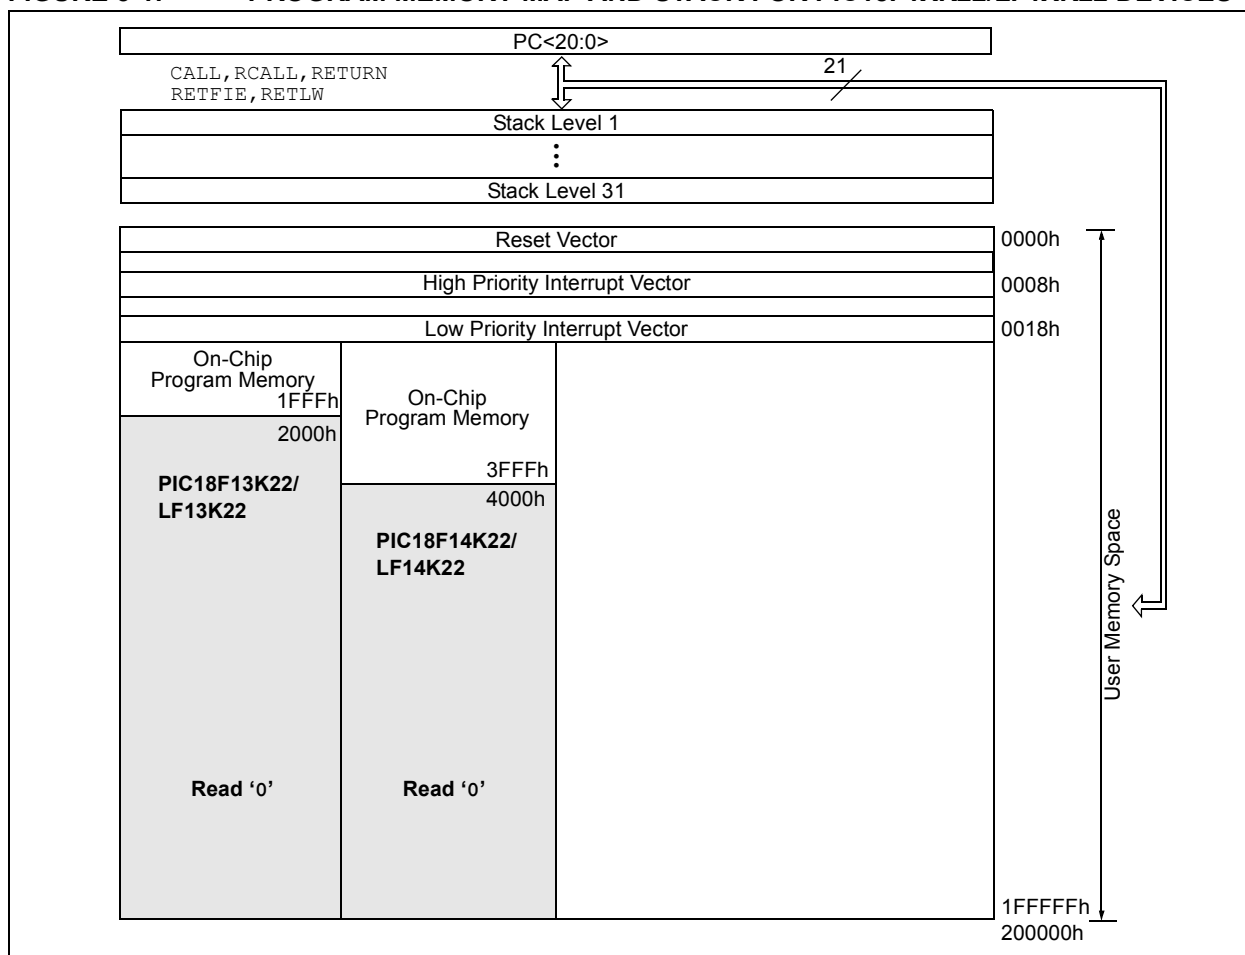 PC<20:0>
CALL,RCALL,RETURN
RETFIE,RETLW
21
Stack Level 1
Stack Level 31
Reset Vector
0000h
High Priority Interrupt Vector
0008h
Low Priority Interrupt Vector
0018h
On-Chip
Program Memory
1FFFh
2000h
PIC18F13K22/
LF13K22
Read ‘0’
On-Chip
Program Memory
3FFFh
4000h
PIC18F14K22/
LF14K22
Read ‘0’
User Memory Space
1FFFFFh
200000h